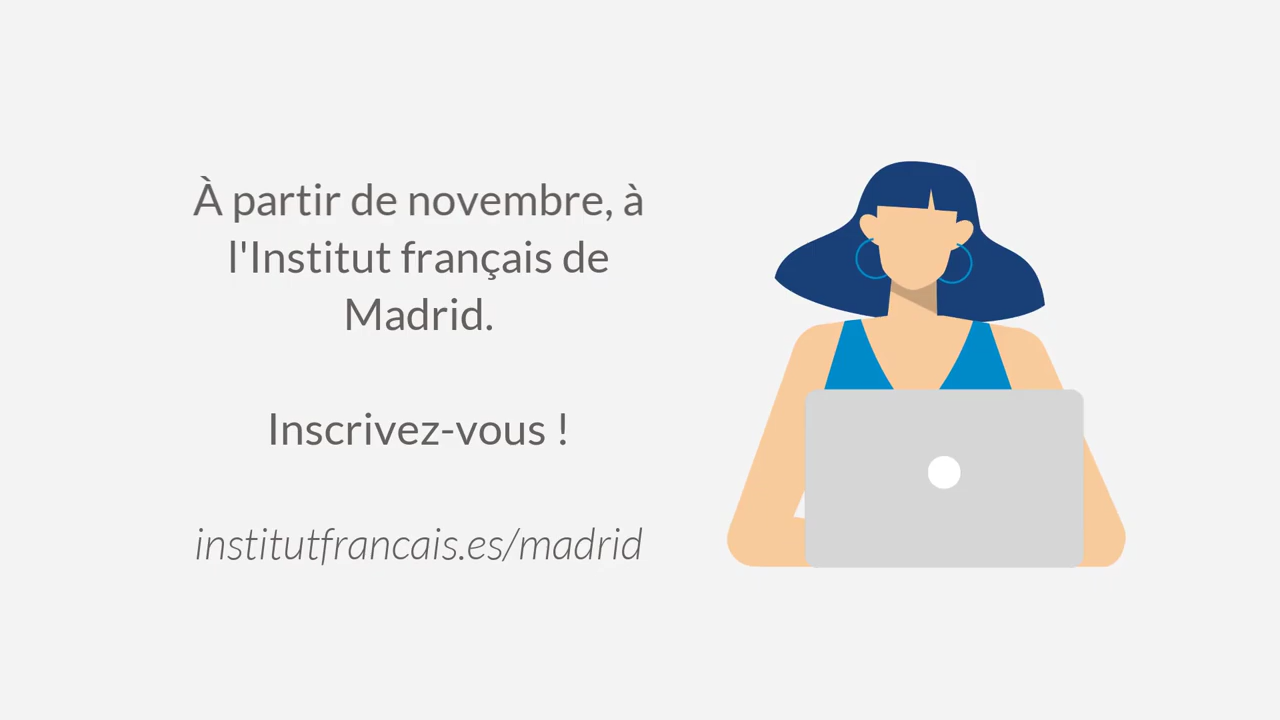 À partir de novembre, à
l'Institut français de
Madrid.
Inscrivez-vous !
institutfrancais.es/madrid